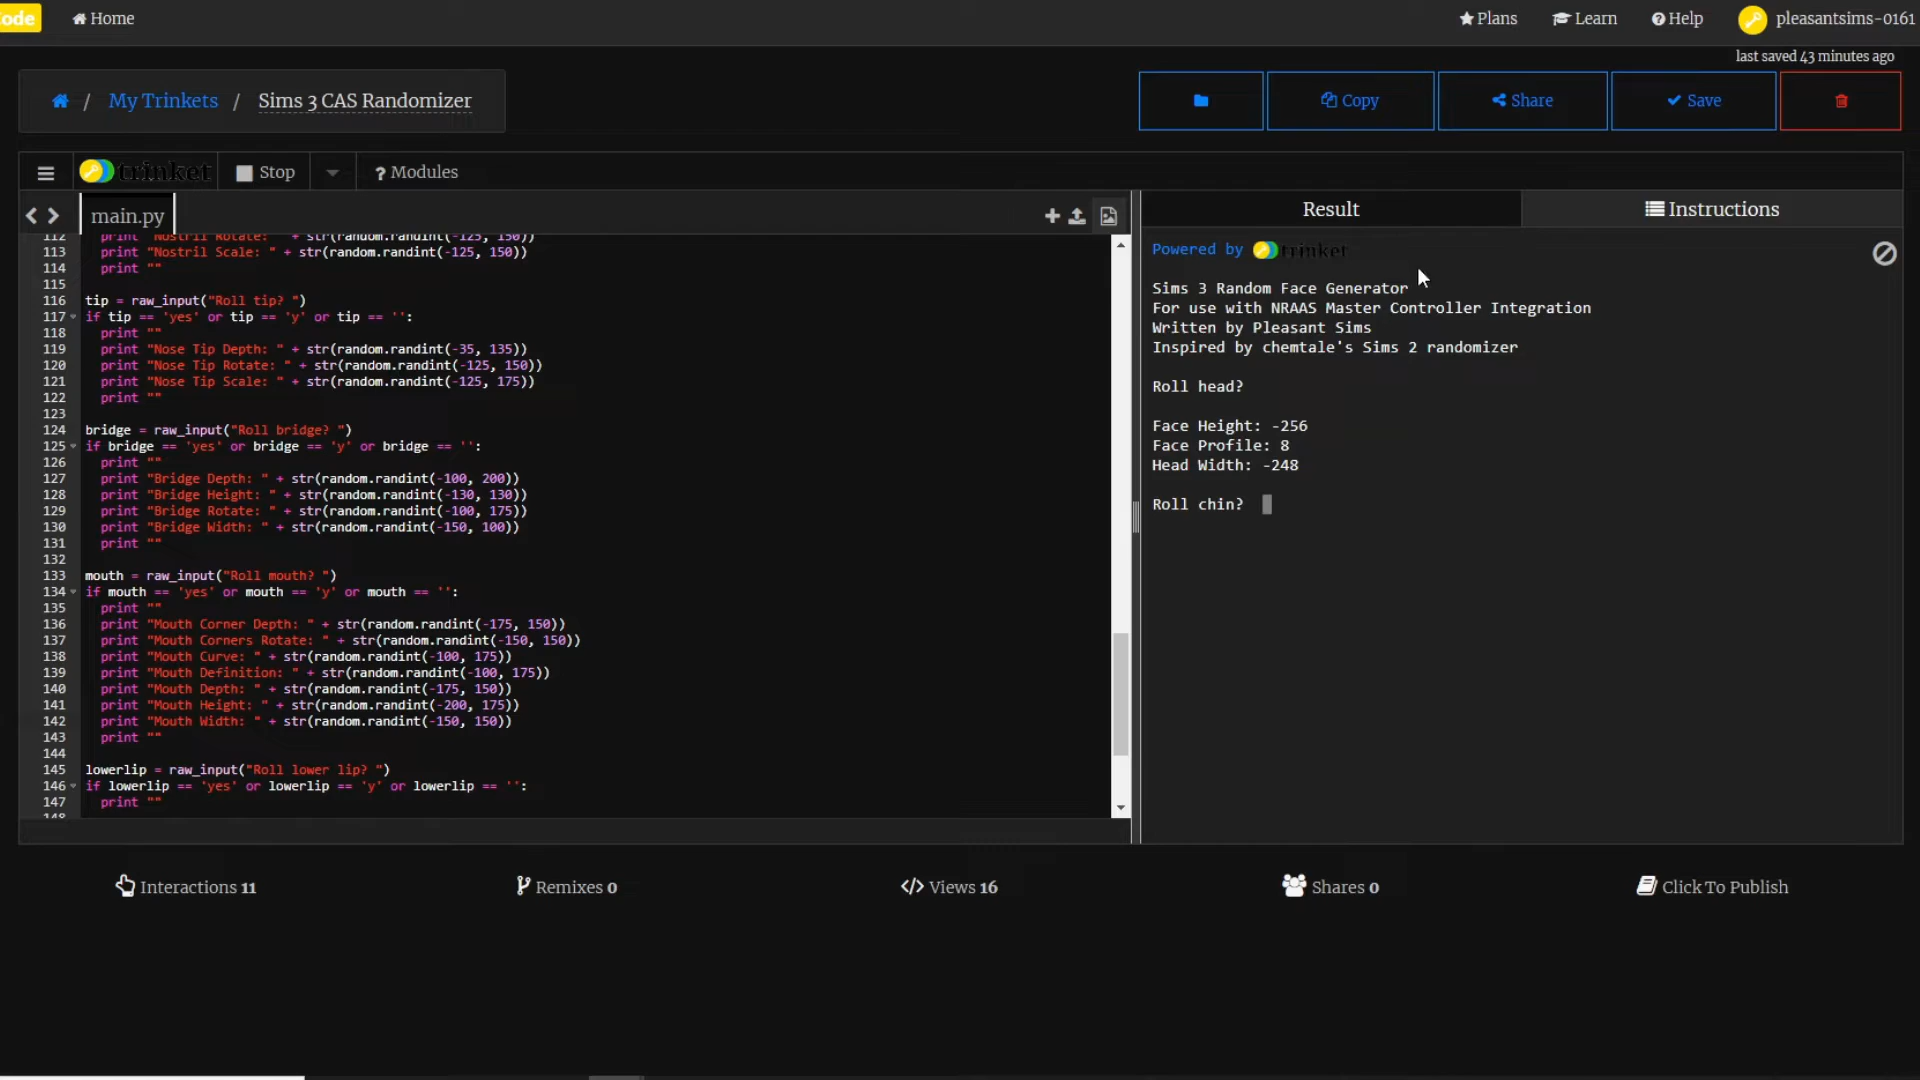 Code
Home
Plans
Learn
Help
pleasantsims-0161
last saved 43 minutes ago
/ My Trinkets / Sims 3 CAS Randomizer
Copy
Share
Save
trinket
Stop
? Modules
main.py
Result
Instructions
112 print "Nostril Rotate: " + str(random.randint(-125, 150))
113 print "Nostril Scale: " + str(random.randint(-125, 150))
114 print ""
115
116 tip = raw_input("Roll tip? ")
117 if tip == 'yes' or tip == 'y' or tip == '':
118 print ""
119 print "Nose Tip Depth: " + str(random.randint(-35, 135))
120 print "Nose Tip Rotate: " + str(random.randint(-125, 150))
121 print "Nose Tip Scale: " + str(random.randint(-125, 175))
122 print ""
123
124 bridge = raw_input("Roll bridge? ")
125 if bridge == 'yes' or bridge == 'y' or bridge == '':
126 print ""
127 print "Bridge Depth: " + str(random.randint(-100, 200))
128 print "Bridge Height: " + str(random.randint(-130, 130))
129 print "Bridge Rotate: " + str(random.randint(-100, 175))
130 print "Bridge Width: " + str(random.randint(-150, 100))
131 print ""
132
133 mouth = raw_input("Roll mouth? ")
134 if mouth == 'yes' or mouth == 'y' or mouth == '':
135 print ""
136 print "Mouth Corner Depth: " + str(random.randint(-175, 150))
137 print "Mouth Corners Rotate: " + str(random.randint(-150, 150))
138 print "Mouth Curve: " + str(random.randint(-100, 175))
139 print "Mouth Definition: " + str(random.randint(-100, 175))
140 print "Mouth Depth: " + str(random.randint(-175, 150))
141 print "Mouth Height: " + str(random.randint(-200, 175))
142 print "Mouth Width: " + str(random.randint(-150, 150))
143 print ""
144
145 lowerlip = raw_input("Roll lower lip? ")
146 if lowerlip == 'yes' or lowerlip == 'y' or lowerlip == '':
147 print ""
148
Powered by trinket
Sims 3 Random Face Generator
For use with NRAAS Master Controller Integration
Written by Pleasant Sims
Inspired by chemtale's Sims 2 randomizer
Roll head?
Face Height: -256
Face Profile: 8
Head Width: -248
Roll chin?
Interactions 11
Remixes 0
</> Views 16
Shares 0
Click To Publish